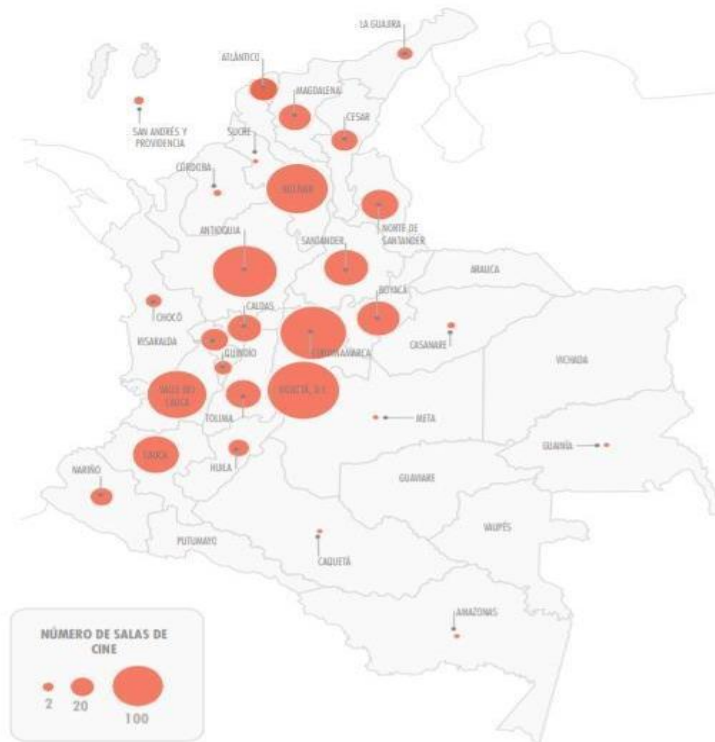 LA GUAJIRA
ATLÁNTICO
MAGDALENA
CESAR
SAN ANDRÉS Y
PROVIDENCIA
SUCRE
CÓRDOBA
BOLÍVAR
NORTE DE
SANTANDER
ANTIOQUIA
SANTANDER
ARAUCA
BOYACÁ
CHOCÓ
CALDAS
RISARALDA
QUINDÍO
CUNDINAMARCA
CASANARE
VICHADA
VALLE DEL
CAUCA
BOGOTÁ, D.C.
TOLIMA
META
CAUCA
HUILA
GUAINÍA
NARIÑO
GUAVIARE
PUTUMAYO
VAUPÉS
CAQUETÁ
AMAZONAS
NÚMERO DE SALAS DE
CINE
2
20
100